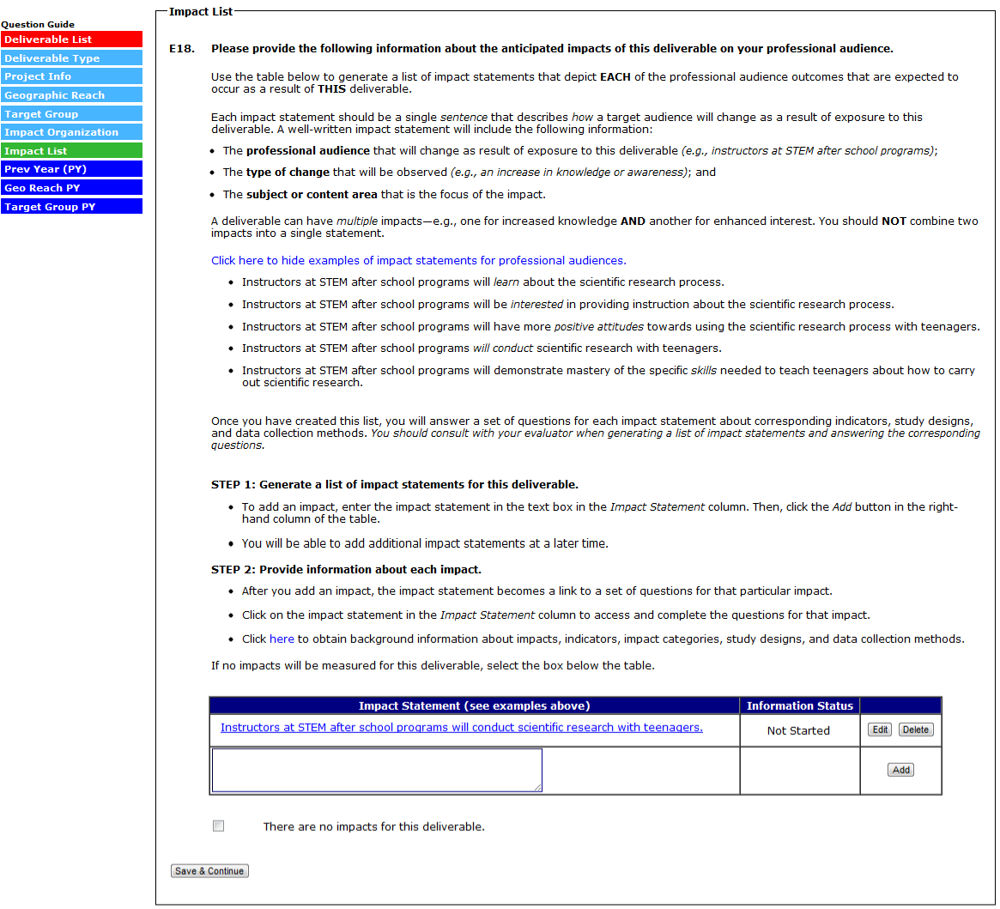 Question Guide
Deliverable List
Deliverable Type
Project Info
Geographic Reach
Target Group
Impact Organization
Impact List
Prev Year (PY)
Geo Reach PY
Target Group PY
Impact List
E18. Please provide the following information about the anticipated impacts of this deliverable on your professional audience.
Use the table below to generate a list of impact statements that depict EACH of the professional audience outcomes that are expected to
occur as a result of THIS deliverable.
Each impact statement should be a single sentence that describes how a target audience will change as a result of exposure to this
deliverable. A well-written impact statement will include the following information:
• The professional audience that will change as result of exposure to this deliverable (e.g., instructors at STEM after school programs);
• The type of change that will be observed (e.g., an increase in knowledge or awareness); and
• The subject or content area that is the focus of the impact.
A deliverable can have multiple impacts—e.g., one for increased knowledge AND another for enhanced interest. You should NOT combine two
impacts into a single statement.
Click here to hide examples of impact statements for professional audiences.
• Instructors at STEM after school programs will learn about the scientific research process.
• Instructors at STEM after school programs will be interested in providing instruction about the scientific research process.
• Instructors at STEM after school programs will have more positive attitudes towards using the scientific research process with teenagers.
• Instructors at STEM after school programs will conduct scientific research with teenagers.
• Instructors at STEM after school programs will demonstrate mastery of the specific skills needed to teach teenagers about how to carry
out scientific research.
Once you have created this list, you will answer a set of questions for each impact statement about corresponding indicators, study designs,
and data collection methods. You should consult with your evaluator when generating a list of impact statements and answering the corresponding
questions.
STEP 1: Generate a list of impact statements for this deliverable.
• To add an impact, enter the impact statement in the text box in the Impact Statement column. Then, click the Add button in the right-
hand column of the table.
• You will be able to add additional impact statements at a later time.
STEP 2: Provide information about each impact.
• After you add an impact, the impact statement becomes a link to a set of questions for that particular impact.
• Click on the impact statement in the Impact Statement column to access and complete the questions for that impact.
• Click here to obtain background information about impacts, indicators, impact categories, study designs, and data collection methods.
If no impacts will be measured for this deliverable, select the box below the table.
Impact Statement (see examples above) Information Status
Instructors at STEM after school programs will conduct scientific research with teenagers. Not Started Edit Delete
Add
There are no impacts for this deliverable.
Save & Continue